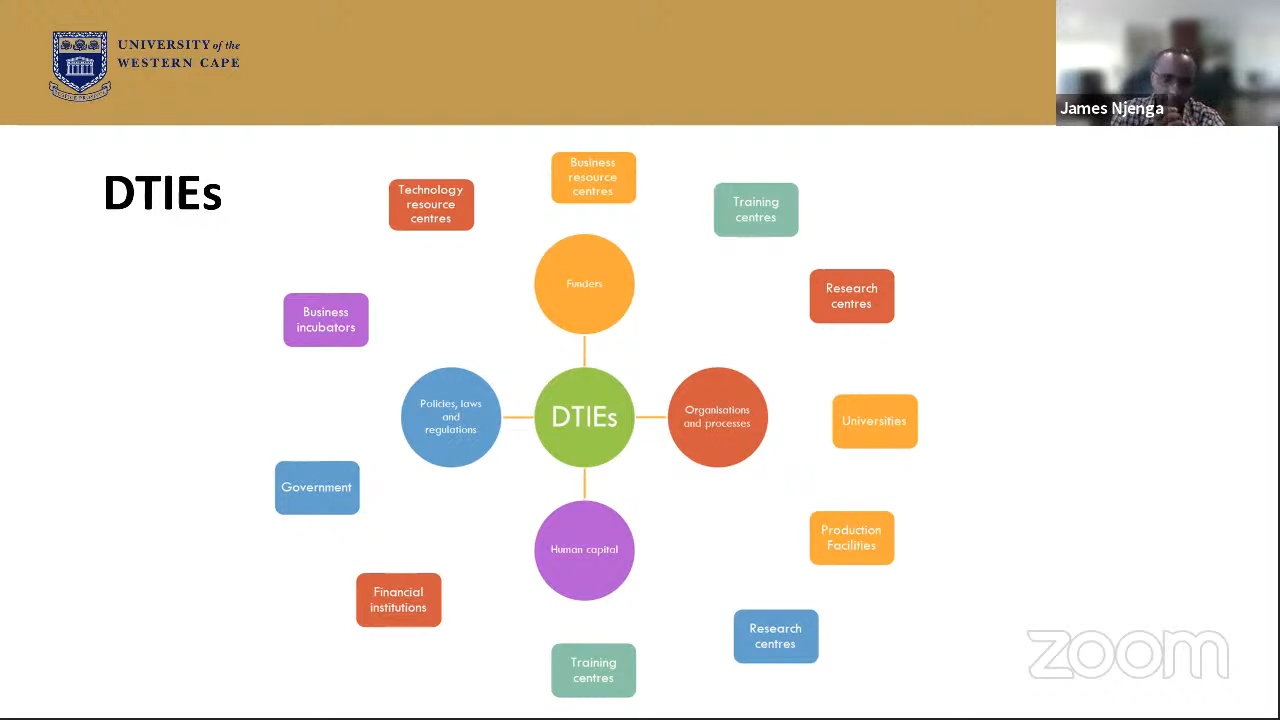 UNIVERSITY of the
WESTERN CAPE
James Njenga
DTIEs
Business
resource
centres
Technology
resource
centres
Training
centres
Funders
Research
centres
Business
incubators
Policies, laws
and
regulations
DTIEs
Organisations
and processes
Universities
Government
Human capital
Production
Facilities
Financial
institutions
Research
centres
Training
centres
zoom